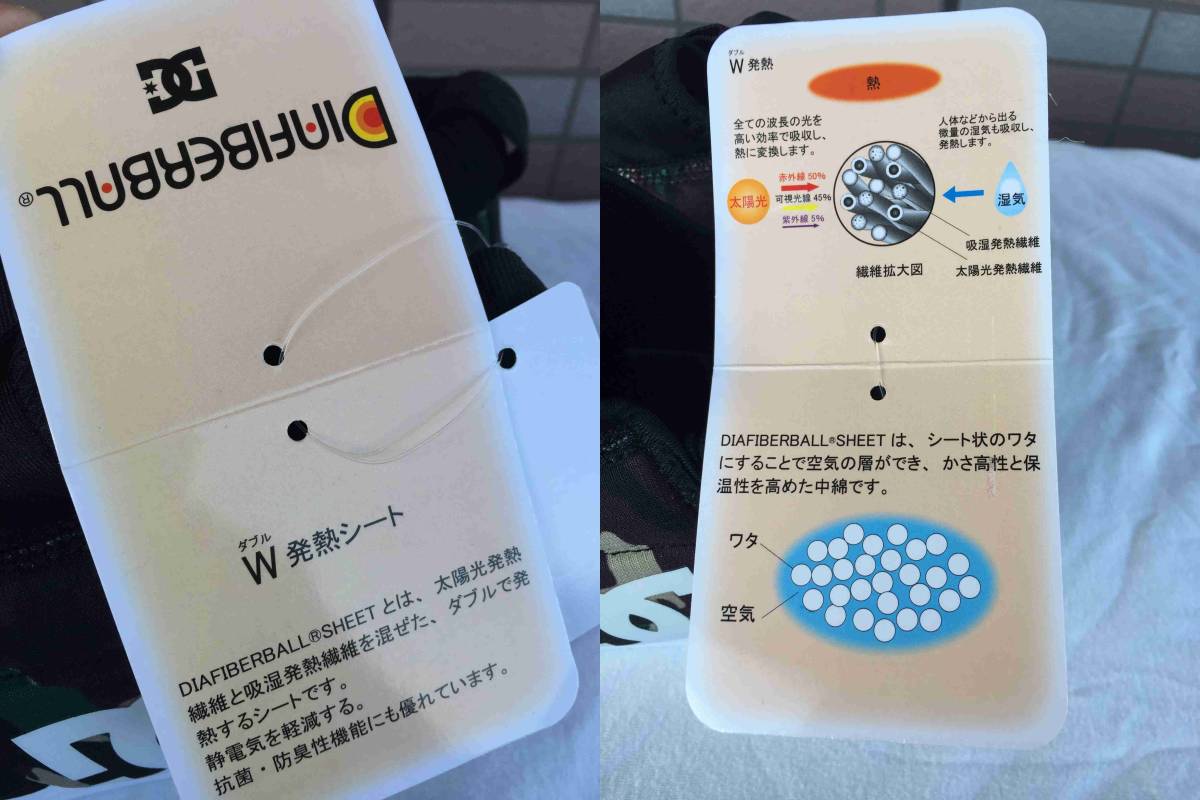 DC
DIAFIBERBALL®
ダブル
W 発熱シート
DIAFIBERBALL®SHEET とは、太陽光発熱
繊維と吸湿発熱繊維を混ぜた、ダブルで発
熱するシートです。
静電気を軽減する。
抗菌・防臭性機能にも優れています。
ダブル
W 発熱
熱
全ての波長の光を
高い効率で吸収し、
熱に変換します。
人体などから出る
微量の湿気も吸収し、
発熱します。
太陽光
赤外線 50%
可視光線 45%
紫外線 5%
湿気
吸湿発熱繊維
太陽光発熱繊維
繊維拡大図
DIAFIBERBALL®SHEET は、シート状のワタ
にすることで空気の層ができ、かさ高性と保
温性を高めた中綿です。
ワタ
空気